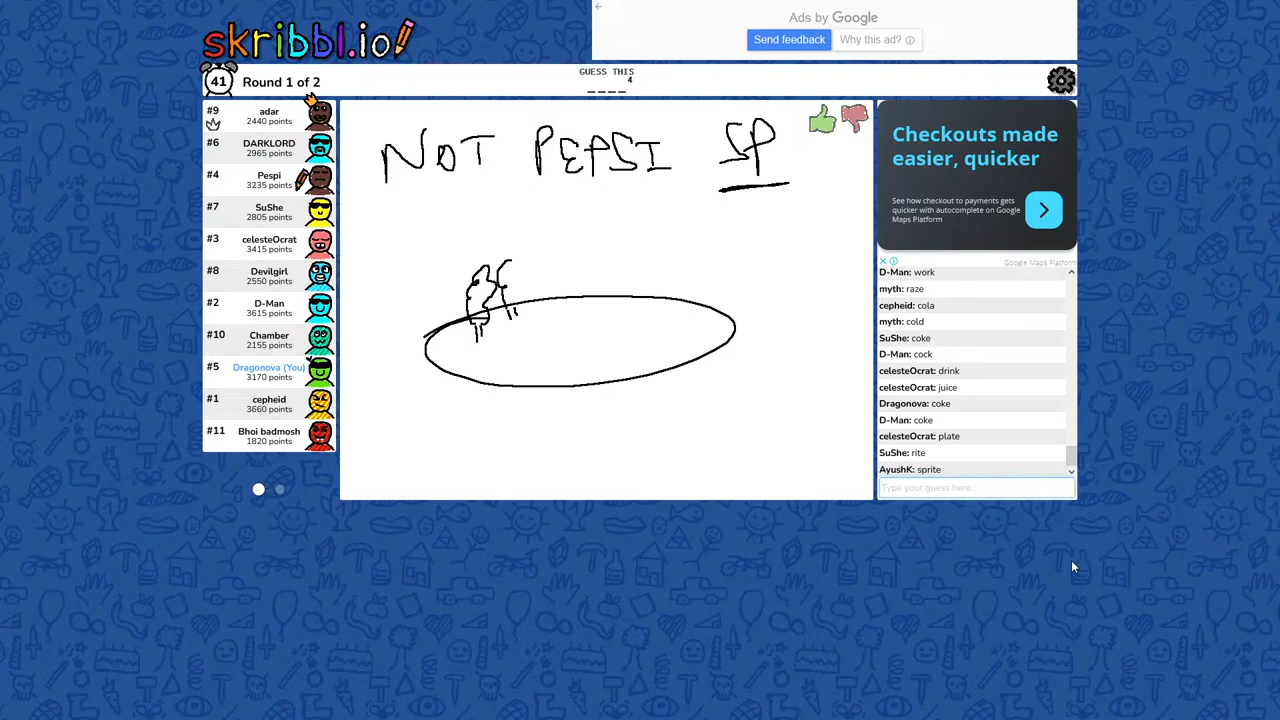 skribbl.io
Ads by Google
Send feedback
Why this ad?
41
Round 1 of 2
GUESS THIS
4
____
#9
adar
2440 points
#6
DARKLORD
2965 points
#4
Pespi
3235 points
#7
SuShe
2805 points
#3
celesteOcrat
3415 points
#8
Devilgirl
2550 points
#2
D-Man
3615 points
#10
Chamber
2155 points
#5
Dragonova (You)
3170 points
#1
cepheid
3660 points
#11
Bhoi badmosh
1820 points
NOT PEPSI SP
Checkouts made
easier, quicker
See how checkout to payments gets
quicker with autocomplete on Google
Maps Platform
Google Maps Platform
D-Man: work
myth: raze
cepheid: cola
myth: cold
SuShe: coke
D-Man: cock
celesteOcrat: drink
celesteOcrat: juice
Dragonova: coke
D-Man: coke
celesteOcrat: plate
SuShe: rite
AyushK: sprite
Type your guess here...